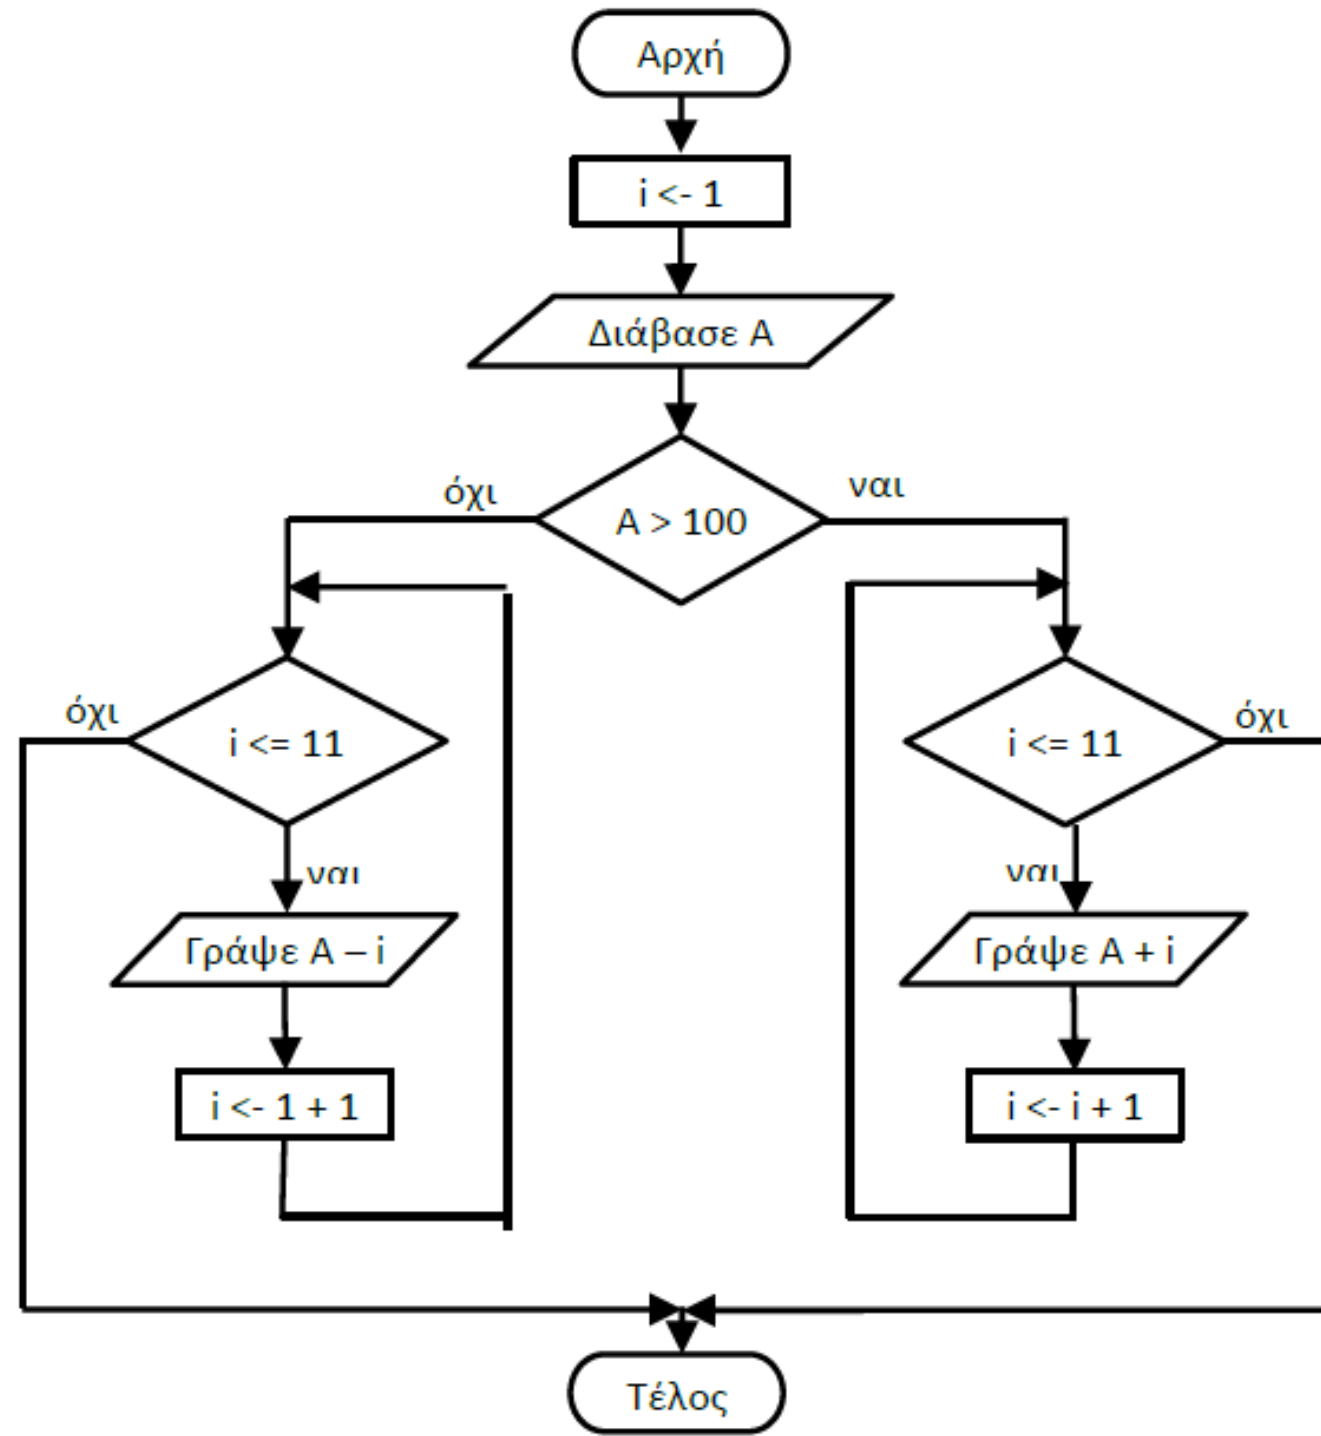 Αρχή
i <- 1
Διάβασε Α
Α > 100
όχι
ναι
i <= 11
όχι
ναι
Γράψε Α – i
i <- 1 + 1
i <= 11
όχι
ναι
Γράψε Α + i
i <- i + 1
Τέλος